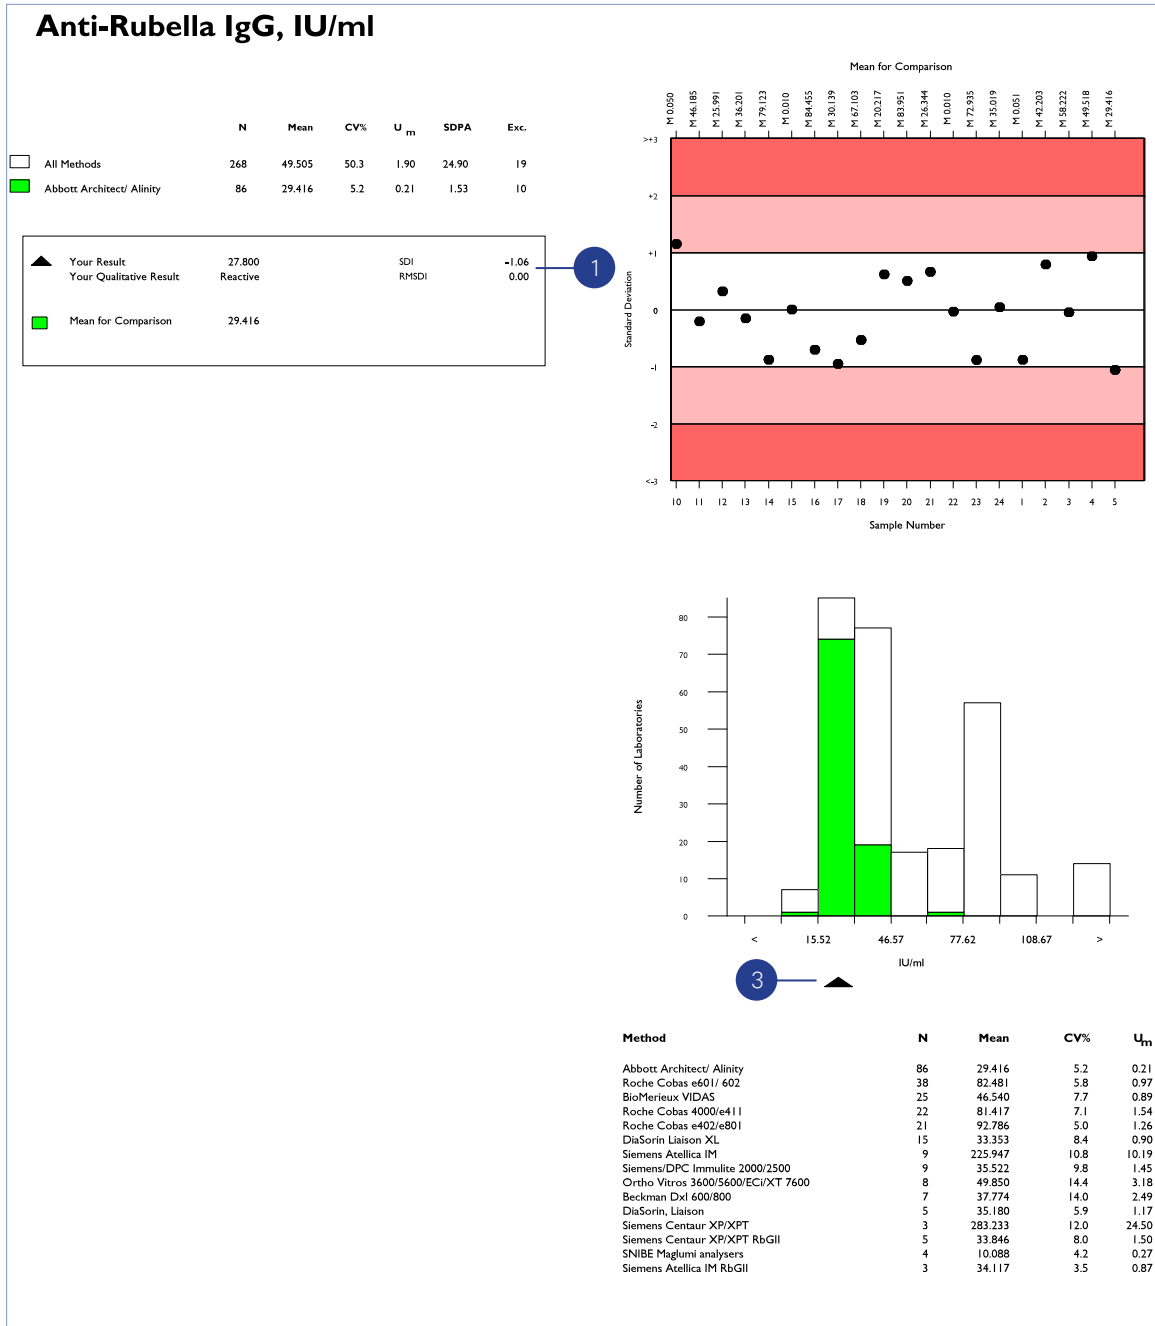 Anti-Rubella IgG, IU/ml
N Mean CV% U m SDPA Exc.
All Methods 268 49.505 50.3 1.90 24.90 19
Abbott Architect/ Alinity 86 29.416 5.2 0.21 1.53 10
Your Result 27.800 SDI -1.06
Your Qualitative Result Reactive RMSDI 0.00
1
Mean for Comparison 29.416
Mean for Comparison
M 0.050 M 46.185 M 25.991 M 36.201 M 79.123 M 0.010 M 84.455 M 30.139 M 67.103 M 20.217 M 83.951 M 26.344 M 0.010 M 72.935 M 35.019 M 0.051 M 42.203 M 58.222 M 49.518 M 29.416
>+3
+2
+1
0
-1
-2
<-3
Standard Deviation
10 11 12 13 14 15 16 17 18 19 20 21 22 23 24 1 2 3 4 5
Sample Number
80
70
60
50
40
30
20
10
0
Number of Laboratories
< 15.52 46.57 77.62 108.67 >
IU/ml
3
Method N Mean CV% Um
Abbott Architect/ Alinity 86 29.416 5.2 0.21
Roche Cobas e601/ 602 38 82.481 5.8 0.97
BioMerieux VIDAS 25 46.540 7.7 0.89
Roche Cobas 4000/e411 22 81.417 7.1 1.54
Roche Cobas e402/e801 21 92.786 5.0 1.26
DiaSorin Liaison XL 15 33.353 8.4 0.90
Siemens Atellica IM 9 225.947 10.8 10.19
Siemens/DPC Immulite 2000/2500 9 35.522 9.8 1.45
Ortho Vitros 3600/5600/ECi/XT 7600 8 49.850 14.4 3.18
Beckman DxI 600/800 7 37.774 14.0 2.49
DiaSorin, Liaison 5 35.180 5.9 1.17
Siemens Centaur XP/XPT 3 283.233 12.0 24.50
Siemens Centaur XP/XPT RbGII 5 33.846 8.0 1.50
SNIBE Maglumi analysers 4 10.088 4.2 0.27
Siemens Atellica IM RbGII 3 34.117 3.5 0.87